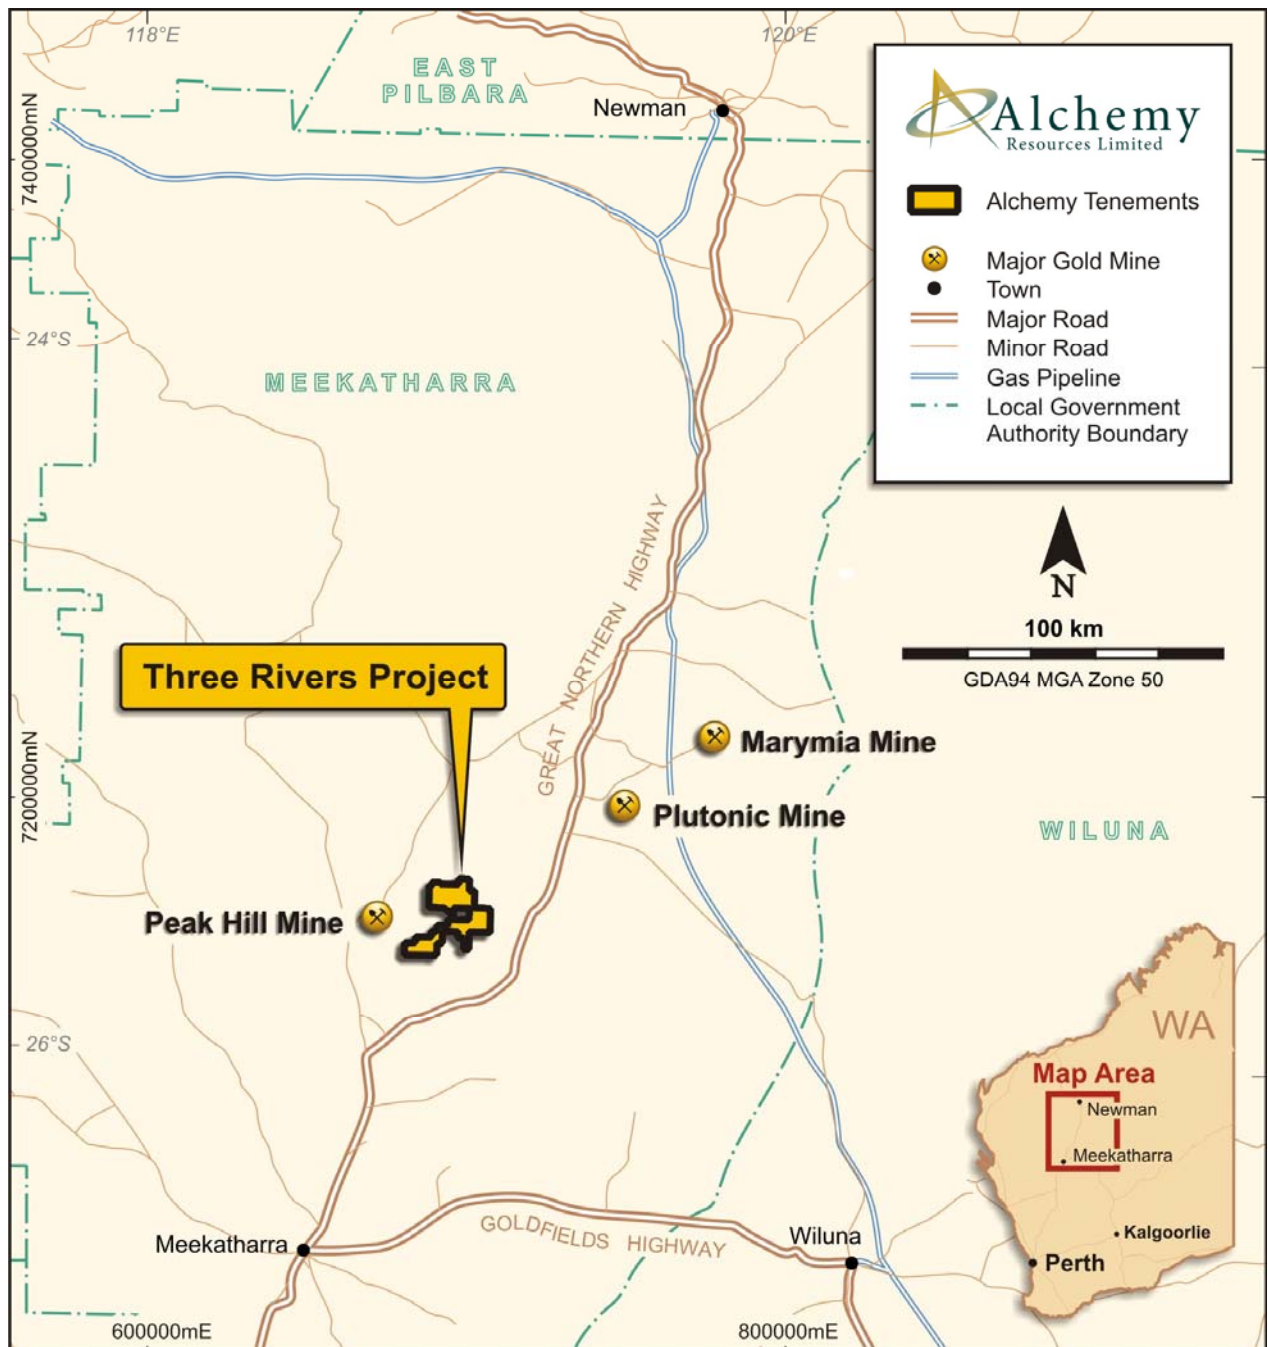 118°E
120°E
EAST
PILBARA
Newman
7400000mN
Alchemy
Resources Limited
Alchemy Tenements
Major Gold Mine
Town
Major Road
Minor Road
Gas Pipeline
Local Government
Authority Boundary
24°S
MEEKATHARRA
GREAT NORTHERN HIGHWAY
N
100 km
GDA94 MGA Zone 50
Three Rivers Project
7200000mN
Marymia Mine
Plutonic Mine
WILUNA
Peak Hill Mine
26°S
WA
Map Area
Newman
Meekatharra
Kalgoorlie
Perth
Meekatharra
GOLDFIELDS HIGHWAY
Wiluna
600000mE
800000mE